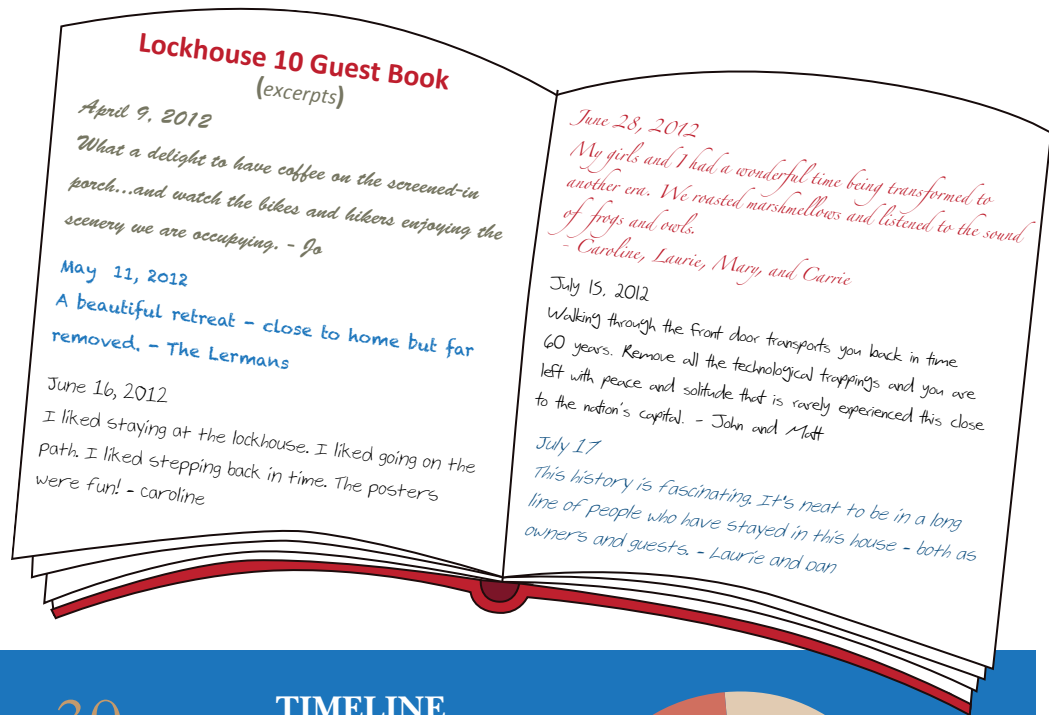 Lockhouse 10 Guest Book
(excerpts)
April 9, 2012
What a delight to have coffee on the screened-in
porch...and watch the bikes and hikers enjoying the
scenery we are occupying. - Jo
May 11, 2012
A beautiful retreat - close to home but far
removed. - The Lermans
June 16, 2012
I liked staying at the lockhouse. I liked going on the
path. I liked stepping back in time. The posters
were fun! - caroline
June 28, 2012
My girls and I had a wonderful time being transformed to
another era. We roasted marshmellows and listened to the sound
of frogs and owls.
- Caroline, Laurie, Mary, and Carrie
July 15, 2012
Walking through the front door transports you back in time
60 years. Remove all the technological trappings and you are
left with peace and solitude that is rarely experienced this close
to the nation's capital. - John and Matt
July 17
This history is fascinating. It's neat to be in a long
line of people who have stayed in this house - both as
owners and guests. - Laurie and Dan
TIMELINE